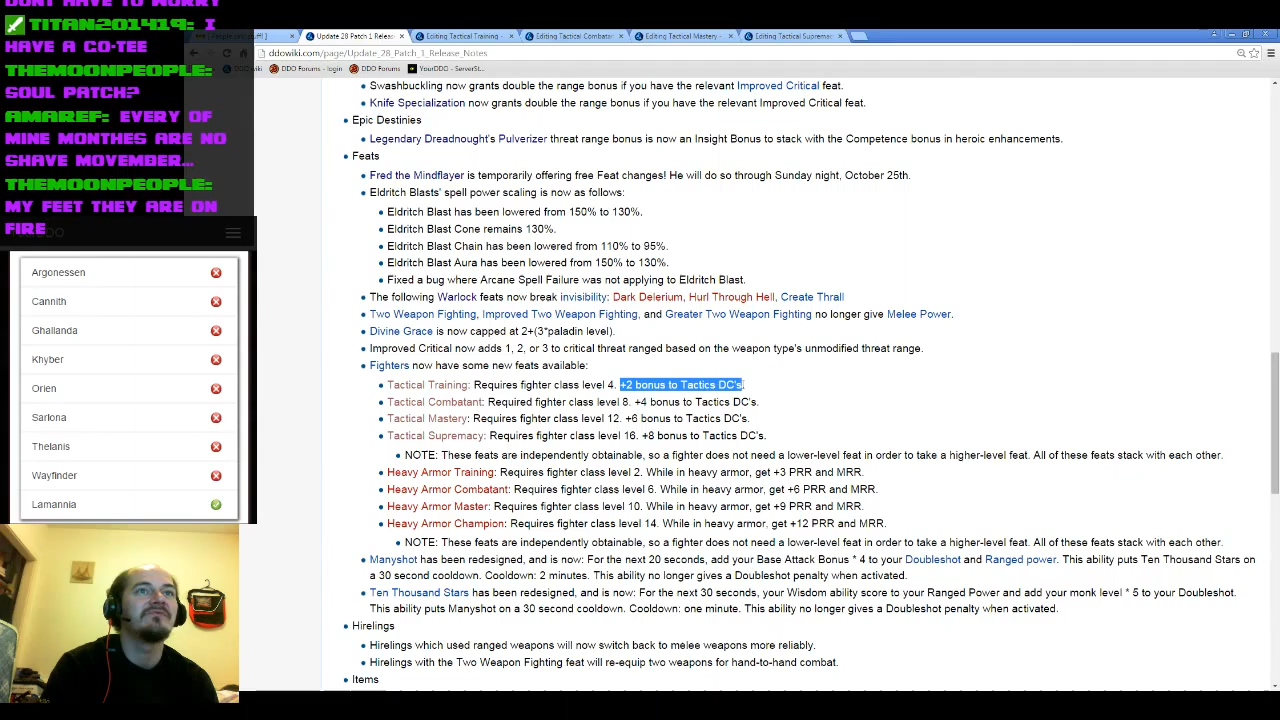 DONT HAVE TO WORRY
TITAN201419: I
HAVE A GO-TEE
THEMOONPEOPLE:
SOUL PATCH?
AMAREF: EVERY OF
MINE MONTHES ARE NO
SHAVE MOVEMBER...
THEMOONPEOPLE:
MY FEET THEY ARE ON
FIRE
Argonessen
Cannith
Ghallanda
Khyber
Orien
Sarlona
Thelanis
Wayfinder
Lamannia
Update 28 Patch 1 Releas
Editing Tactical Training -
Editing Tactical Combatan
Editing Tactical Mastery -
Editing Tactical Supremac
ddowiki.com/page/Update_28_Patch_1_Release_Notes
DDO wiki
DDO Forums - login
DDO Forums
YourDDO - ServerSt...
Swashbuckling now grants double the range bonus if you have the relevant Improved Critical feat.
Knife Specialization now grants double the range bonus if you have the relevant Improved Critical feat.
Epic Destinies
Legendary Dreadnought's Pulverizer threat range bonus is now an Insight Bonus to stack with the Competence bonus in heroic enhancements.
Feats
Fred the Mindflayer is temporarily offering free Feat changes! He will do so through Sunday night, October 25th.
Eldritch Blasts' spell power scaling is now as follows:
Eldritch Blast has been lowered from 150% to 130%.
Eldritch Blast Cone remains 130%.
Eldritch Blast Chain has been lowered from 110% to 95%.
Eldritch Blast Aura has been lowered from 150% to 130%.
Fixed a bug where Arcane Spell Failure was not applying to Eldritch Blast.
The following Warlock feats now break invisibility: Dark Delerium, Hurl Through Hell, Create Thrall
Two Weapon Fighting, Improved Two Weapon Fighting, and Greater Two Weapon Fighting no longer give Melee Power.
Divine Grace is now capped at 2+(3*paladin level).
Improved Critical now adds 1, 2, or 3 to critical threat ranged based on the weapon type's unmodified threat range.
Fighters now have some new feats available:
Tactical Training: Requires fighter class level 4. +2 bonus to Tactics DC's.
Tactical Combatant: Required fighter class level 8. +4 bonus to Tactics DC's.
Tactical Mastery: Requires fighter class level 12. +6 bonus to Tactics DC's.
Tactical Supremacy: Requires fighter class level 16. +8 bonus to Tactics DC's.
NOTE: These feats are independently obtainable, so a fighter does not need a lower-level feat in order to take a higher-level feat. All of these feats stack with each other.
Heavy Armor Training: Requires fighter class level 2. While in heavy armor, get +3 PRR and MRR.
Heavy Armor Combatant: Requires fighter class level 6. While in heavy armor, get +6 PRR and MRR.
Heavy Armor Master: Requires fighter class level 10. While in heavy armor, get +9 PRR and MRR.
Heavy Armor Champion: Requires fighter class level 14. While in heavy armor, get +12 PRR and MRR.
NOTE: These feats are independently obtainable, so a fighter does not need a lower-level feat in order to take a higher-level feat. All of these feats stack with each other.
Manyshot has been redesigned, and is now: For the next 20 seconds, add your Base Attack Bonus * 4 to your Doubleshot and Ranged power. This ability puts Ten Thousand Stars on
a 30 second cooldown. Cooldown: 2 minutes. This ability no longer gives a Doubleshot penalty when activated.
Ten Thousand Stars has been redesigned, and is now: For the next 30 seconds, your Wisdom ability score to your Ranged Power and add your monk level * 5 to your Doubleshot.
This ability puts Manyshot on a 30 second cooldown. Cooldown: one minute. This ability no longer gives a Doubleshot penalty when activated.
Hirelings
Hirelings which used ranged weapons will now switch back to melee weapons more reliably.
Hirelings with the Two Weapon Fighting feat will re-equip two weapons for hand-to-hand combat.
Items